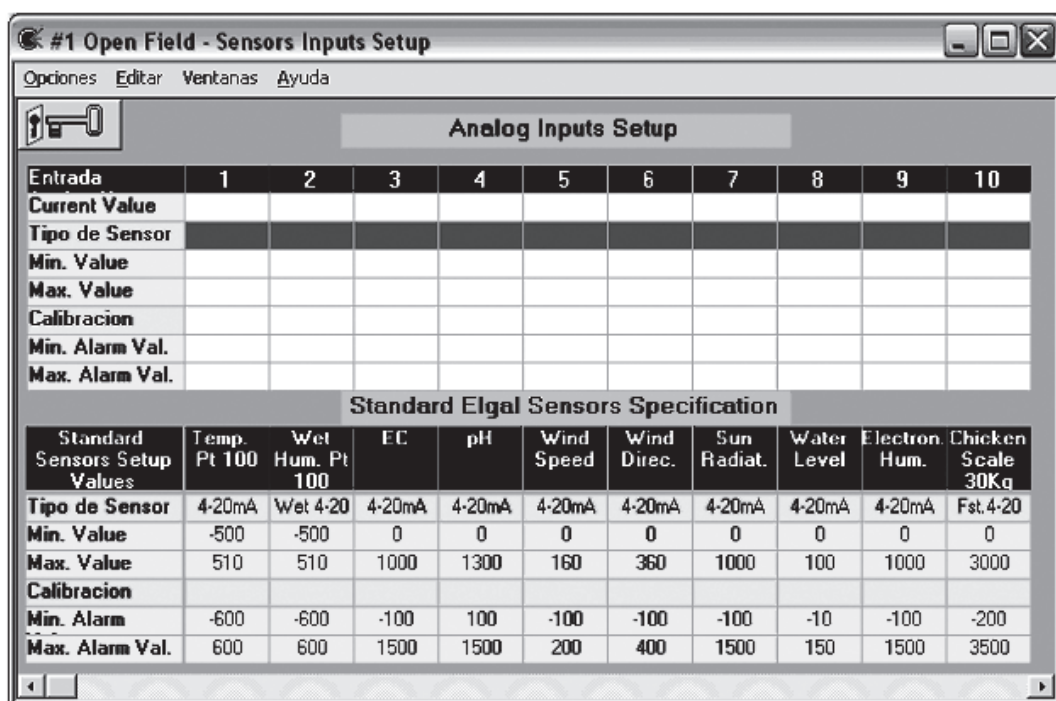 #1 Open Field - Sensors Inputs Setup
Opciones Editar Ventanas Ayuda
Analog Inputs Setup
Entrada 1 2 3 4 5 6 7 8 9 10
Current Value
Tipo de Sensor
Min. Value
Max. Value
Calibracion
Min. Alarm Val.
Max. Alarm Val.
Standard Elgal Sensors Specification
Standard Sensors Setup Values Temp. Pt 100 Wet Hum. Pt 100 EC pH Wind Speed Wind Direc. Sun Radiat. Water Level Electron. Hum. Chicken Scale 30Kg
Tipo de Sensor 4-20mA Wet 4-20 4-20mA 4-20mA 4-20mA 4-20mA 4-20mA 4-20mA 4-20mA Fst.4-20
Min. Value -500 -500 0 0 0 0 0 0 0 0
Max. Value 510 510 1000 1300 160 360 1000 100 1000 3000
Calibracion
Min. Alarm -600 -600 -100 100 -100 -100 -100 -10 -100 -200
Max. Alarm Val. 600 600 1500 1500 200 400 1500 150 1500 3500